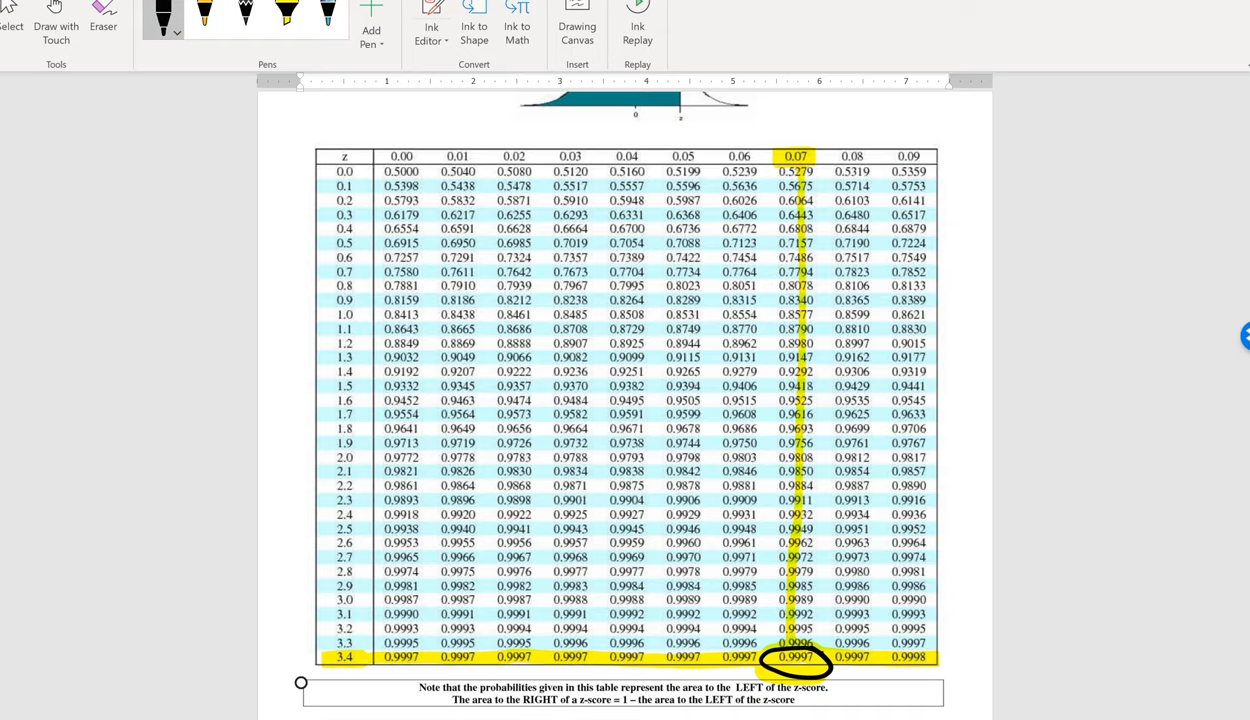 Select
Draw with Touch
Eraser
Add Pen
Ink Editor
Ink to Shape
Ink to Math
Drawing Canvas
Ink Replay
Tools
Pens
Convert
Insert
Replay
1 2 3 4 5 6 7
0 z
z 0.00 0.01 0.02 0.03 0.04 0.05 0.06 0.07 0.08 0.09
0.0 0.5000 0.5040 0.5080 0.5120 0.5160 0.5199 0.5239 0.5279 0.5319 0.5359
0.1 0.5398 0.5438 0.5478 0.5517 0.5557 0.5596 0.5636 0.5675 0.5714 0.5753
0.2 0.5793 0.5832 0.5871 0.5910 0.5948 0.5987 0.6026 0.6064 0.6103 0.6141
0.3 0.6179 0.6217 0.6255 0.6293 0.6331 0.6368 0.6406 0.6443 0.6480 0.6517
0.4 0.6554 0.6591 0.6628 0.6664 0.6700 0.6736 0.6772 0.6808 0.6844 0.6879
0.5 0.6915 0.6950 0.6985 0.7019 0.7054 0.7088 0.7123 0.7157 0.7190 0.7224
0.6 0.7257 0.7291 0.7324 0.7357 0.7389 0.7422 0.7454 0.7486 0.7517 0.7549
0.7 0.7580 0.7611 0.7642 0.7673 0.7704 0.7734 0.7764 0.7794 0.7823 0.7852
0.8 0.7881 0.7910 0.7939 0.7967 0.7995 0.8023 0.8051 0.8078 0.8106 0.8133
0.9 0.8159 0.8186 0.8212 0.8238 0.8264 0.8289 0.8315 0.8340 0.8365 0.8389
1.0 0.8413 0.8438 0.8461 0.8485 0.8508 0.8531 0.8554 0.8577 0.8599 0.8621
1.1 0.8643 0.8665 0.8686 0.8708 0.8729 0.8749 0.8770 0.8790 0.8810 0.8830
1.2 0.8849 0.8869 0.8888 0.8907 0.8925 0.8944 0.8962 0.8980 0.8997 0.9015
1.3 0.9032 0.9049 0.9066 0.9082 0.9099 0.9115 0.9131 0.9147 0.9162 0.9177
1.4 0.9192 0.9207 0.9222 0.9236 0.9251 0.9265 0.9279 0.9292 0.9306 0.9319
1.5 0.9332 0.9345 0.9357 0.9370 0.9382 0.9394 0.9406 0.9418 0.9429 0.9441
1.6 0.9452 0.9463 0.9474 0.9484 0.9495 0.9505 0.9515 0.9525 0.9535 0.9545
1.7 0.9554 0.9564 0.9573 0.9582 0.9591 0.9599 0.9608 0.9616 0.9625 0.9633
1.8 0.9641 0.9649 0.9656 0.9664 0.9671 0.9678 0.9686 0.9693 0.9699 0.9706
1.9 0.9713 0.9719 0.9726 0.9732 0.9738 0.9744 0.9750 0.9756 0.9761 0.9767
2.0 0.9772 0.9778 0.9783 0.9788 0.9793 0.9798 0.9803 0.9808 0.9812 0.9817
2.1 0.9821 0.9826 0.9830 0.9834 0.9838 0.9842 0.9846 0.9850 0.9854 0.9857
2.2 0.9861 0.9864 0.9868 0.9871 0.9875 0.9878 0.9881 0.9884 0.9887 0.9890
2.3 0.9893 0.9896 0.9898 0.9901 0.9904 0.9906 0.9909 0.9911 0.9913 0.9916
2.4 0.9918 0.9920 0.9922 0.9925 0.9927 0.9929 0.9931 0.9932 0.9934 0.9936
2.5 0.9938 0.9940 0.9941 0.9943 0.9945 0.9946 0.9948 0.9949 0.9951 0.9952
2.6 0.9953 0.9955 0.9956 0.9957 0.9959 0.9960 0.9961 0.9962 0.9963 0.9964
2.7 0.9965 0.9966 0.9967 0.9968 0.9969 0.9970 0.9971 0.9972 0.9973 0.9974
2.8 0.9974 0.9975 0.9976 0.9977 0.9977 0.9978 0.9979 0.9979 0.9980 0.9981
2.9 0.9981 0.9982 0.9982 0.9983 0.9984 0.9984 0.9985 0.9985 0.9986 0.9986
3.0 0.9987 0.9987 0.9987 0.9988 0.9988 0.9989 0.9989 0.9989 0.9990 0.9990
3.1 0.9990 0.9991 0.9991 0.9991 0.9992 0.9992 0.9992 0.9992 0.9993 0.9993
3.2 0.9993 0.9993 0.9994 0.9994 0.9994 0.9994 0.9994 0.9995 0.9995 0.9995
3.3 0.9995 0.9995 0.9995 0.9996 0.9996 0.9996 0.9996 0.9996 0.9996 0.9997
3.4 0.9997 0.9997 0.9997 0.9997 0.9997 0.9997 0.9997 0.9997 0.9997 0.9998
Note that the probabilities given in this table represent the area to the LEFT of the z-score.
The area to the RIGHT of a z-score = 1 – the area to the LEFT of the z-score